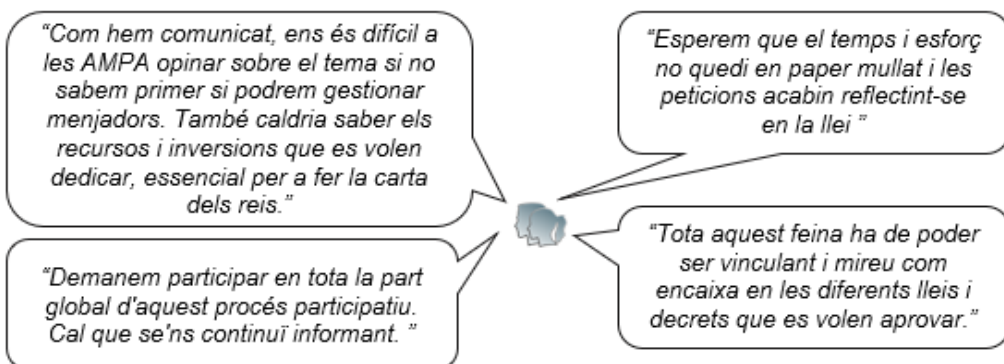 “Com hem comunicat, ens és difícil a
les AMPA opinar sobre el tema si no
sabem primer si podrem gestionar
menjadors. També caldria saber els
recursos i inversions que es volen
dedicar, essencial per a fer la carta
dels reis.”
“Esperem que el temps i esforç
no quedi en paper mullat i les
peticions acabin reflectint-se
en la llei ”
“Demanem participar en tota la part
global d'aquest procés participatiu.
Cal que se'ns continuï informant. ”
“Tota aquest feina ha de poder
ser vinculant i mireu com
encaixa en les diferents lleis i
decrets que es volen aprovar.”